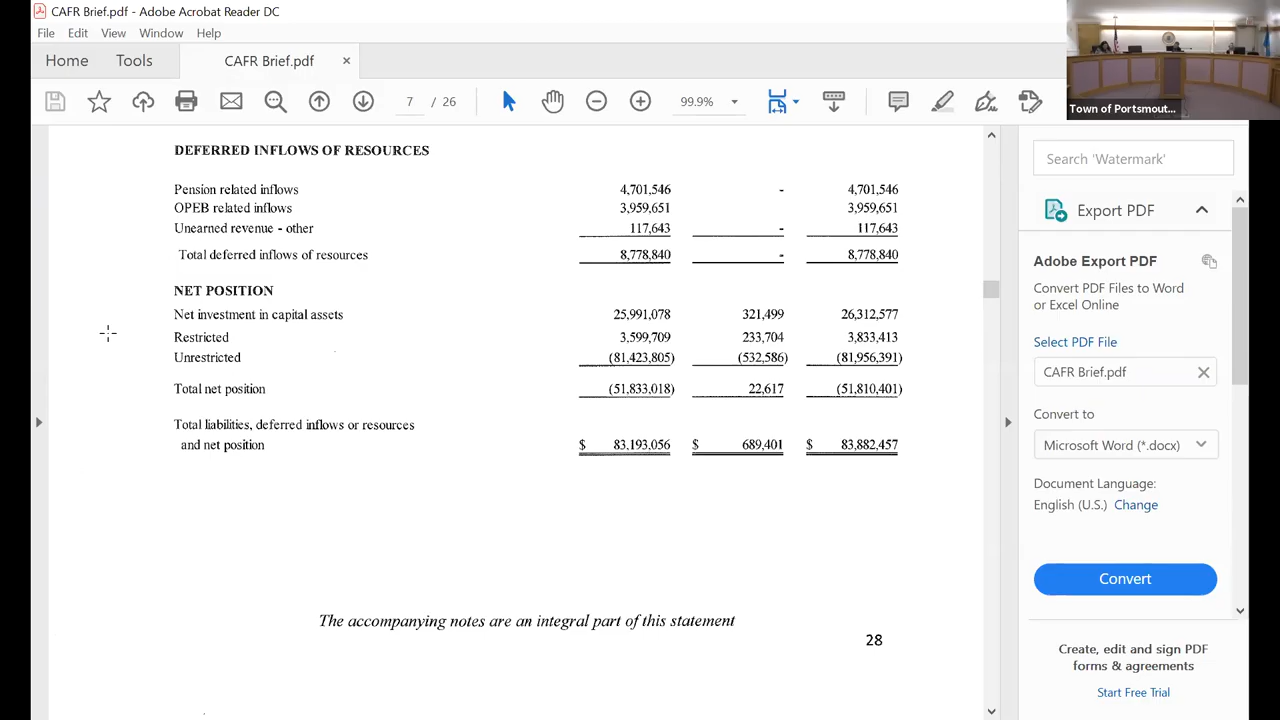 CAFR Brief.pdf - Adobe Acrobat Reader DC
File Edit View Window Help
Home Tools CAFR Brief.pdf ×
7 / 26 99.9%
Town of Portsmout...
DEFERRED INFLOWS OF RESOURCES
Pension related inflows 4,701,546 - 4,701,546
OPEB related inflows 3,959,651 - 3,959,651
Unearned revenue - other 117,643 - 117,643
Total deferred inflows of resources 8,778,840 - 8,778,840
NET POSITION
Net investment in capital assets 25,991,078 321,499 26,312,577
Restricted 3,599,709 233,704 3,833,413
Unrestricted (81,423,805) (532,586) (81,956,391)
Total net position (51,833,018) 22,617 (51,810,401)
Total liabilities, deferred inflows or resources
and net position $ 83,193,056 $ 689,401 $ 83,882,457
The accompanying notes are an integral part of this statement
28
Search 'Watermark'
Export PDF
Adobe Export PDF
Convert PDF Files to Word
or Excel Online
Select PDF File
CAFR Brief.pdf
Convert to
Microsoft Word (*.docx)
Document Language:
English (U.S.) Change
Convert
Create, edit and sign PDF
forms & agreements
Start Free Trial